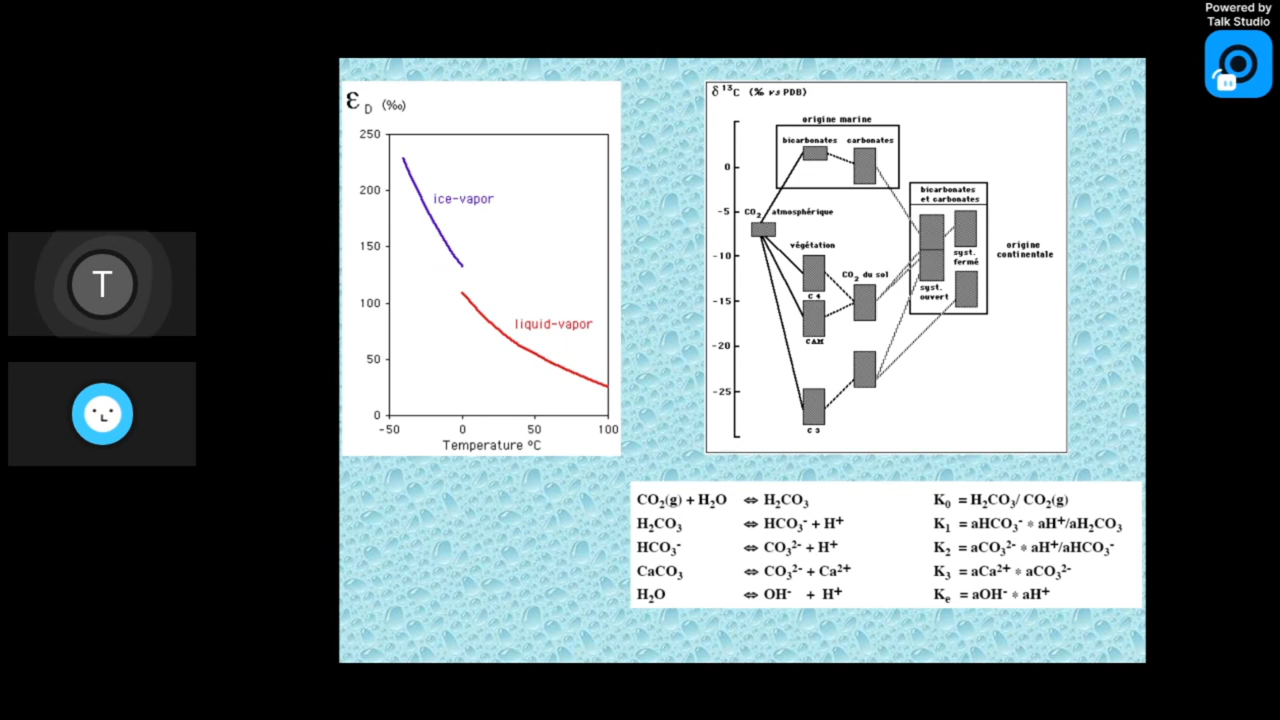 Powered by
Talk Studio
T
ε D (‰)
250
200
150
100
50
0
ice-vapor
liquid-vapor
-50 0 50 100
Temperature ºC
δ ¹³C (‰ vs PDB)
origine marine
bicarbonates carbonates
0
-5
-10
-15
-20
-25
CO₂ atmosphérique
végétation
C 4
CAM
C 3
CO₂ du sol
bicarbonates
et carbonates
syst.
fermé
syst.
ouvert
origine
continentale
CO₂(g) + H₂O ⇔ H₂CO₃ K₀ = H₂CO₃/ CO₂(g)
H₂CO₃ ⇔ HCO₃⁻ + H⁺ K₁ = aHCO₃⁻ * aH⁺/aH₂CO₃
HCO₃⁻ ⇔ CO₃²⁻ + H⁺ K₂ = aCO₃²⁻ * aH⁺/aHCO₃⁻
CaCO₃ ⇔ CO₃²⁻ + Ca²⁺ K₃ = aCa²⁺ * aCO₃²⁻
H₂O ⇔ OH⁻ + H⁺ Kₑ = aOH⁻ * aH⁺